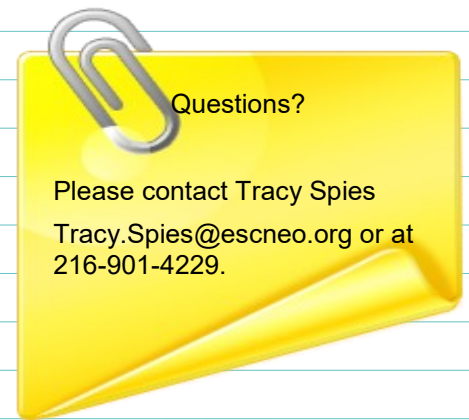 Questions?
Please contact Tracy Spies
Tracy.Spies@escneo.org or at
216-901-4229.